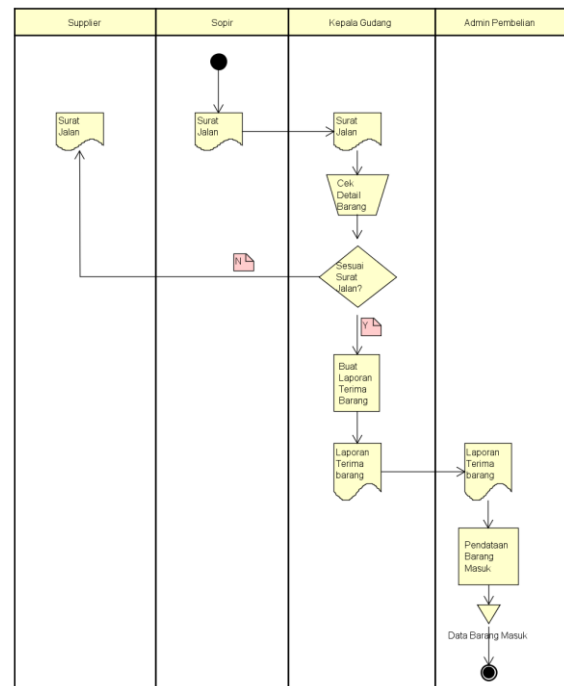 Supplier
Sopir
Kepala Gudang
Admin Pembelian
Surat
Jalan
Surat
Jalan
Surat
Jalan
Cek
Detail
Barang
N
Sesuai
Surat
Jalan?
Y
Buat
Laporan
Terima
Barang
Laporan
Terima
barang
Laporan
Terima
barang
Pendataan
Barang
Masuk
Data Barang Masuk